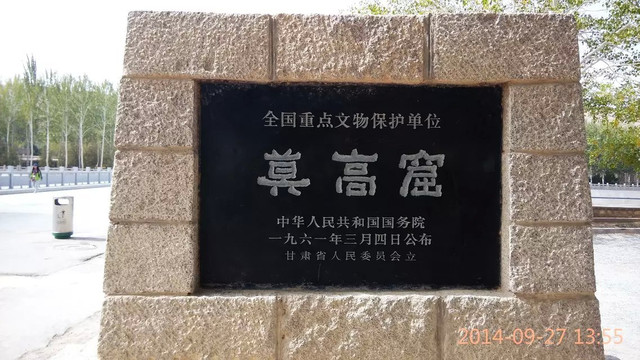 全国重点文物保护单位
莫高窟
中华人民共和国国务院
一九六一年三月四日公布
甘肃省人民委员会立
2014-09-27 13:55